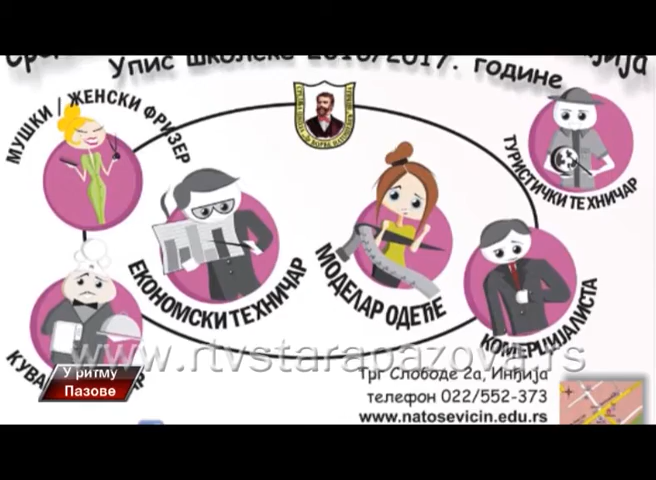 Упис школске 2016/2017. године
МУШКИ / ЖЕНСКИ ФРИЗЕР
ТУРИСТИЧКИ ТЕХНИЧАР
ЕКОНОМСКИ ТЕХНИЧАР
МОДЕЛАР ОДЕЋЕ
КОМЕРЦИЈАЛИСТА
www.rtvstarapazova.rs
У ритму
Пазове
Трг Слободе 2а, Инђија
телефон 022/552-373
www.natosevicin.edu.rs